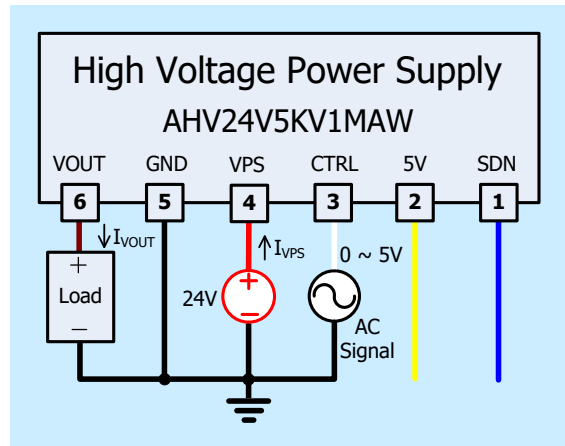 High Voltage Power Supply
AHV24V5KV1MAW
VOUT GND VPS CTRL 5V SDN
6 5 4 3 2 1
IVOUT IVPS 0 ~ 5V
+ +
Load 24V
− −
AC
Signal